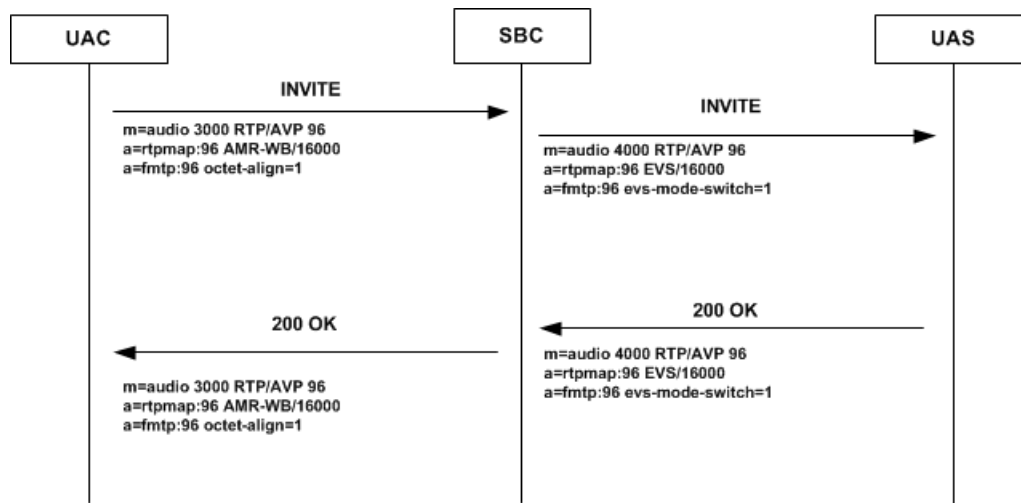 UAC
SBC
UAS
INVITE
m=audio 3000 RTP/AVP 96
a=rtpmap:96 AMR-WB/16000
a=fmtp:96 octet-align=1
INVITE
m=audio 4000 RTP/AVP 96
a=rtpmap:96 EVS/16000
a=fmtp:96 evs-mode-switch=1
200 OK
m=audio 4000 RTP/AVP 96
a=rtpmap:96 EVS/16000
a=fmtp:96 evs-mode-switch=1
200 OK
m=audio 3000 RTP/AVP 96
a=rtpmap:96 AMR-WB/16000
a=fmtp:96 octet-align=1